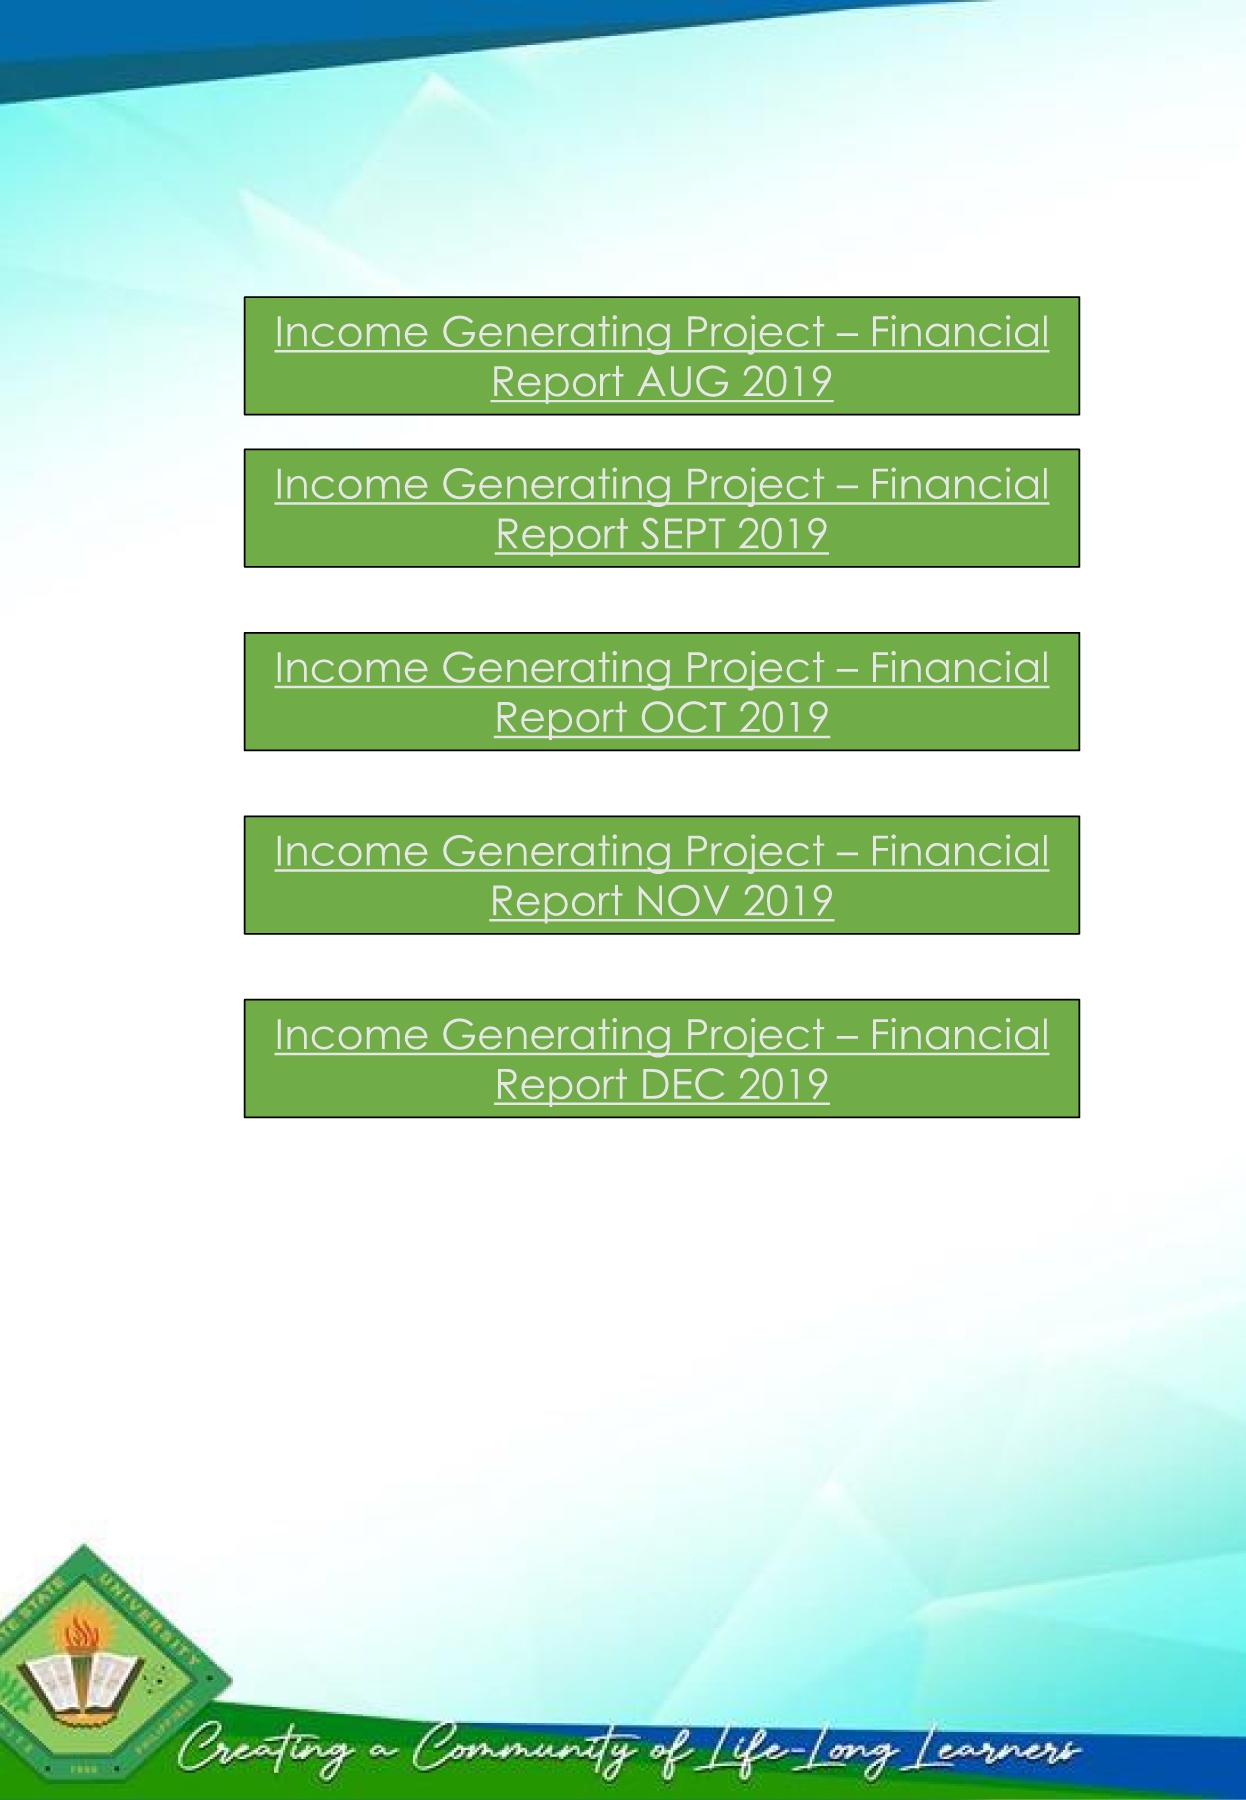 Income Generating Project – Financial
Report AUG 2019
Income Generating Project – Financial
Report SEPT 2019
Income Generating Project – Financial
Report OCT 2019
Income Generating Project – Financial
Report NOV 2019
Income Generating Project – Financial
Report DEC 2019
STATE UNIVERSITY
PHILIPPINES
Creating a Community of Life-Long Learners